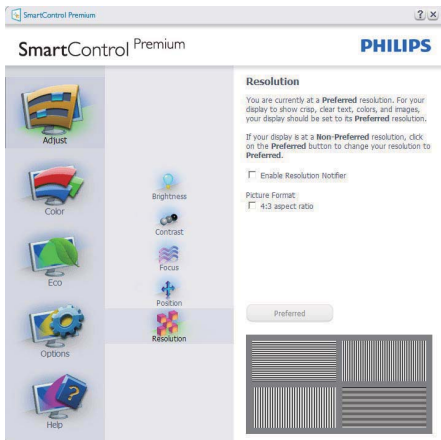 SmartControl Premium
? X
SmartControl Premium
PHILIPS
Adjust
Color
Eco
Options
Help
Brightness
Contrast
Focus
Position
Resolution
Resolution
You are currently at a Preferred resolution. For your
display to show crisp, clear text, colors, and images,
your display should be set to its Preferred resolution.
If your display is at a Non-Preferred resolution, click
on the Preferred button to change your resolution to
Preferred.
Enable Resolution Notifier
Picture Format
4:3 aspect ratio
Preferred